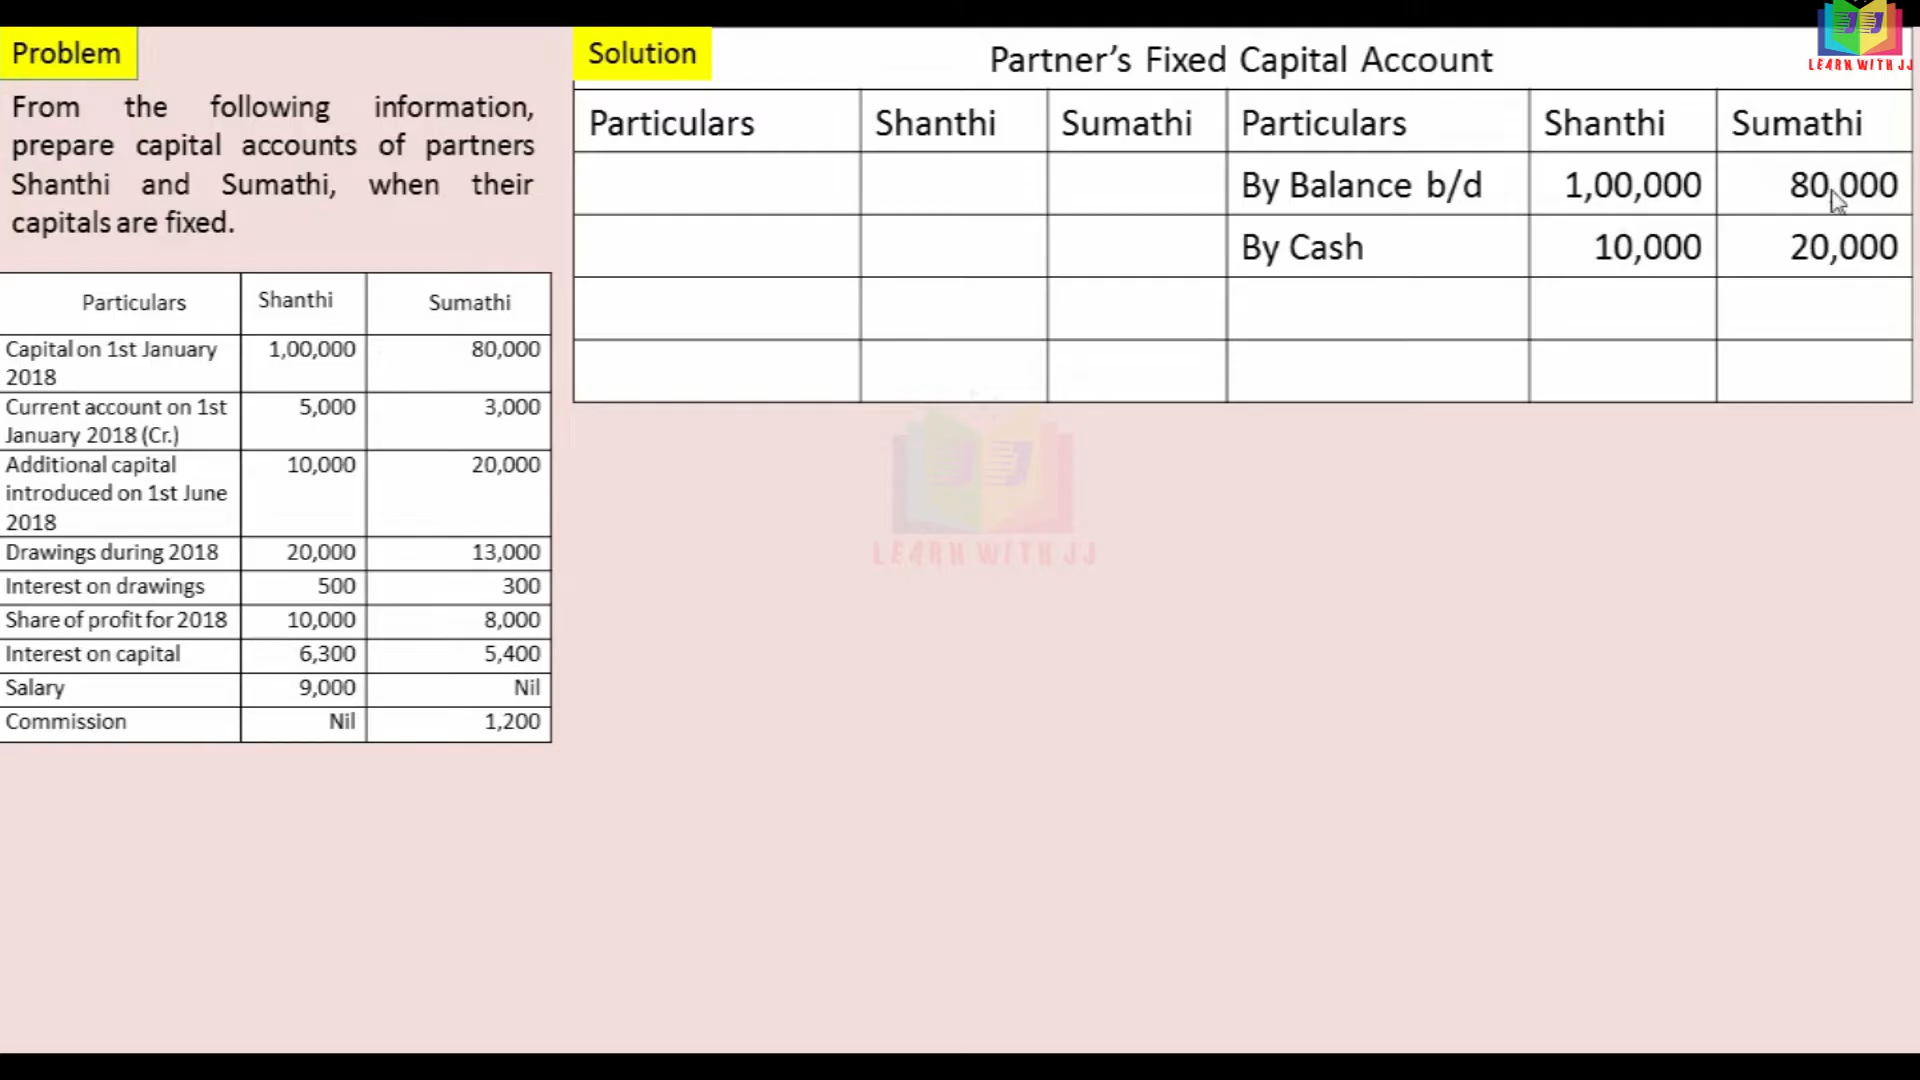 Problem
From the following information,
prepare capital accounts of partners
Shanthi and Sumathi, when their
capitals are fixed.
Particulars Shanthi Sumathi
Capital on 1st January
2018 1,00,000 80,000
Current account on 1st
January 2018 (Cr.) 5,000 3,000
Additional capital
introduced on 1st June
2018 10,000 20,000
Drawings during 2018 20,000 13,000
Interest on drawings 500 300
Share of profit for 2018 10,000 8,000
Interest on capital 6,300 5,400
Salary 9,000 Nil
Commission Nil 1,200
Solution
Partner’s Fixed Capital Account
Particulars Shanthi Sumathi Particulars Shanthi Sumathi
By Balance b/d 1,00,000 80,000
By Cash 10,000 20,000
LEARN WITH JJ
LEARN WITH JJ